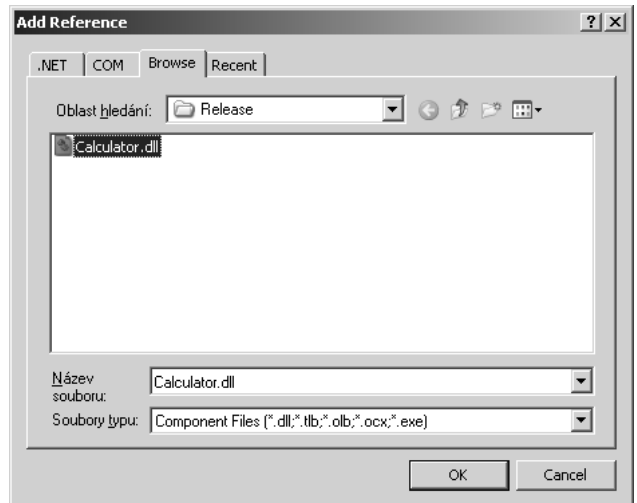 Add Reference
.NET COM Browse Recent
Oblast hledání: Release
Calculator.dll
Název souboru: Calculator.dll
Soubory typu: Component Files (*.dll;*.tlb;*.olb;*.ocx;*.exe)
OK Cancel